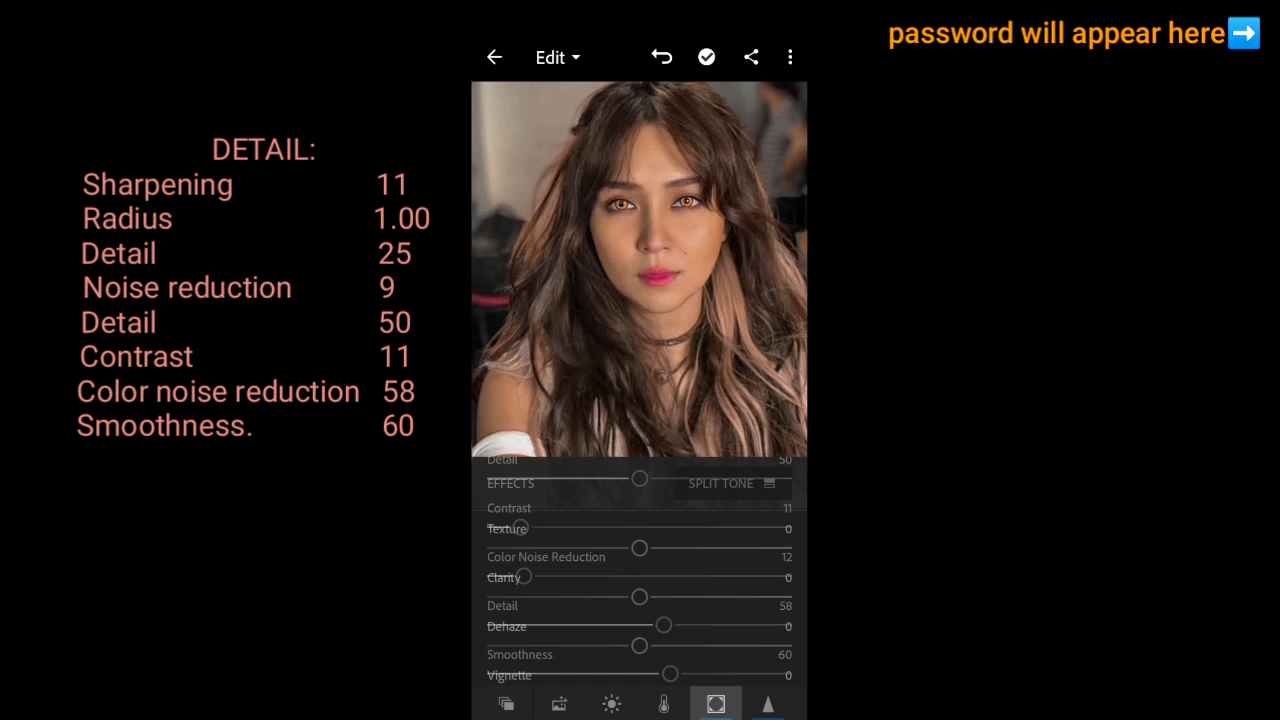 password will appear here➡
Edit
DETAIL:
Sharpening 11
Radius 1.00
Detail 25
Noise reduction 9
Detail 50
Contrast 11
Color noise reduction 58
Smoothness. 60
Detail 50
EFFECTS SPLIT TONE
Contrast 11
Texture 0
Color Noise Reduction 12
Clarity 0
Detail 58
Dehaze 0
Smoothness 60
Vignette 0